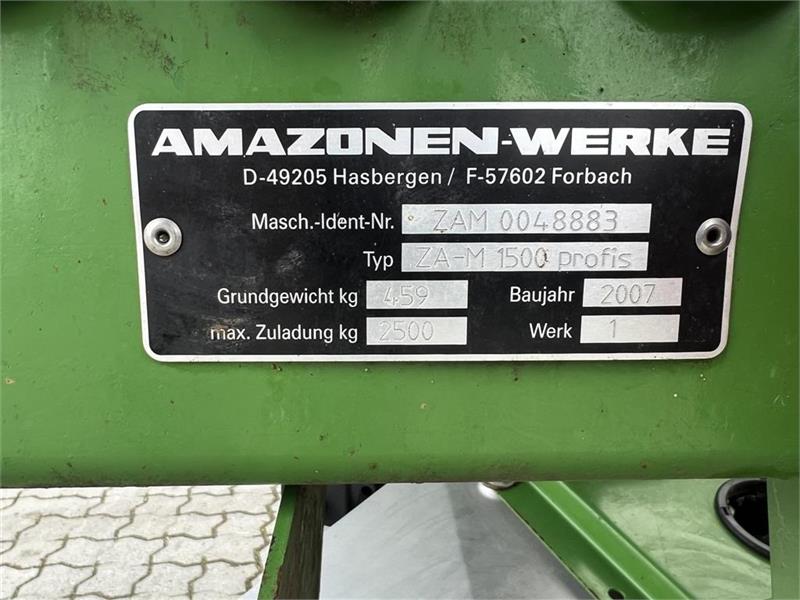 AMAZONEN-WERKE
D-49205 Hasbergen / F-57602 Forbach
Masch.-Ident-Nr. ZAM 0048883
Typ ZA-M 1500 profis
Grundgewicht kg 459 Baujahr 2007
max. Zuladung kg 2500 Werk 1